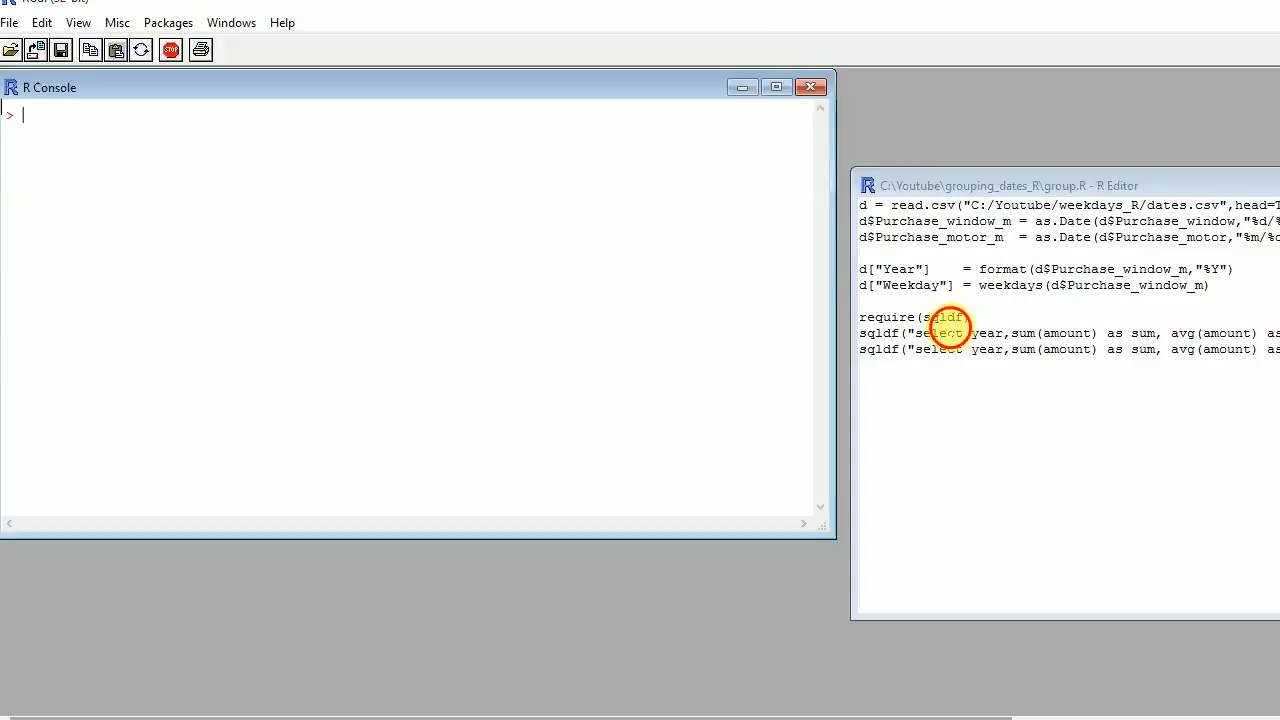 File Edit View Misc Packages Windows Help
STOP
R Console
>
C:\Youtube\grouping_dates_R\group.R - R Editor
d = read.csv("C:/Youtube/weekdays_R/dates.csv",head=T
d$Purchase_window_m = as.Date(d$Purchase_window,"%d/%
d$Purchase_motor_m = as.Date(d$Purchase_motor,"%m/%d
d["Year"] = format(d$Purchase_window_m,"%Y")
d["Weekday"] = weekdays(d$Purchase_window_m)
require(sqldf)
sqldf("select year,sum(amount) as sum, avg(amount) as
sqldf("select year,sum(amount) as sum, avg(amount) as